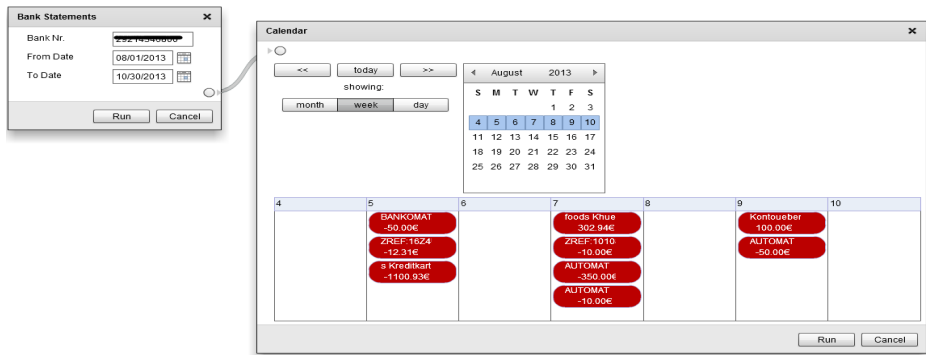 Bank Statements
Bank Nr.
From Date 08/01/2013
To Date 10/30/2013
Run Cancel
Calendar
<< today >>
showing:
month week day
August 2013
S M T W T F S
1 2 3
4 5 6 7 8 9 10
11 12 13 14 15 16 17
18 19 20 21 22 23 24
25 26 27 28 29 30 31
4 5 6 7 8 9 10
BANKOMAT
-50.00€
ZREF:16Z4
-12.31€
s Kreditkart
-1100.93€
foods Khue
302.94€
ZREF:1010
-10.00€
AUTOMAT
-350.00€
AUTOMAT
-10.00€
Kontoueber
100.00€
AUTOMAT
-50.00€
Run Cancel